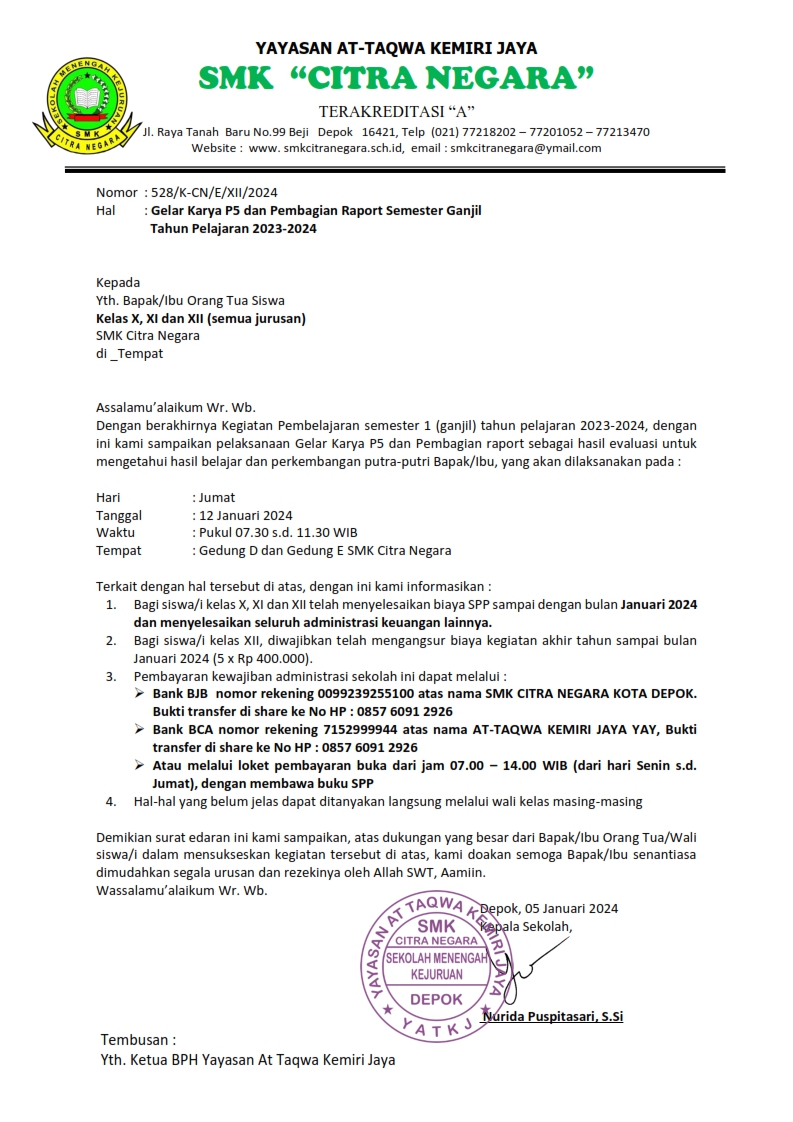 YAYASAN AT-TAQWA KEMIRI JAYA
SMK “CITRA NEGARA”
TERAKREDITASI “A”
Jl. Raya Tanah Baru No.99 Beji Depok 16421, Telp (021) 77218202 – 77201052 – 77213470
Website : www. smkcitranegara.sch.id, email : smkcitranegara@ymail.com
SEKOLAH MENENGAH KEJURUAN
SMK
CITRA NEGARA
Nomor : 528/K-CN/E/XII/2024
Hal : Gelar Karya P5 dan Pembagian Raport Semester Ganjil
Tahun Pelajaran 2023-2024
Kepada
Yth. Bapak/Ibu Orang Tua Siswa
Kelas X, XI dan XII (semua jurusan)
SMK Citra Negara
di _Tempat
Assalamu’alaikum Wr. Wb.
Dengan berakhirnya Kegiatan Pembelajaran semester 1 (ganjil) tahun pelajaran 2023-2024, dengan
ini kami sampaikan pelaksanaan Gelar Karya P5 dan Pembagian raport sebagai hasil evaluasi untuk
mengetahui hasil belajar dan perkembangan putra-putri Bapak/Ibu, yang akan dilaksanakan pada :
Hari : Jumat
Tanggal : 12 Januari 2024
Waktu : Pukul 07.30 s.d. 11.30 WIB
Tempat : Gedung D dan Gedung E SMK Citra Negara
Terkait dengan hal tersebut di atas, dengan ini kami informasikan :
1. Bagi siswa/i kelas X, XI dan XII telah menyelesaikan biaya SPP sampai dengan bulan Januari 2024
dan menyelesaikan seluruh administrasi keuangan lainnya.
2. Bagi siswa/i kelas XII, diwajibkan telah mengangsur biaya kegiatan akhir tahun sampai bulan
Januari 2024 (5 x Rp 400.000).
3. Pembayaran kewajiban administrasi sekolah ini dapat melalui :
➢ Bank BJB nomor rekening 0099239255100 atas nama SMK CITRA NEGARA KOTA DEPOK.
Bukti transfer di share ke No HP : 0857 6091 2926
➢ Bank BCA nomor rekening 7152999944 atas nama AT-TAQWA KEMIRI JAYA YAY, Bukti
transfer di share ke No HP : 0857 6091 2926
➢ Atau melalui loket pembayaran buka dari jam 07.00 – 14.00 WIB (dari hari Senin s.d.
Jumat), dengan membawa buku SPP
4. Hal-hal yang belum jelas dapat ditanyakan langsung melalui wali kelas masing-masing
Demikian surat edaran ini kami sampaikan, atas dukungan yang besar dari Bapak/Ibu Orang Tua/Wali
siswa/i dalam mensukseskan kegiatan tersebut di atas, kami doakan semoga Bapak/Ibu senantiasa
dimudahkan segala urusan dan rezekinya oleh Allah SWT, Aamiin.
Wassalamu’alaikum Wr. Wb.
Depok, 05 Januari 2024
Kepala Sekolah,
YAYASAN AT TAQWA KEMIRI JAYA
SMK
CITRA NEGARA
SEKOLAH MENENGAH
KEJURUAN
DEPOK
YATKJ
Nurida Puspitasari, S.Si
Tembusan :
Yth. Ketua BPH Yayasan At Taqwa Kemiri Jaya